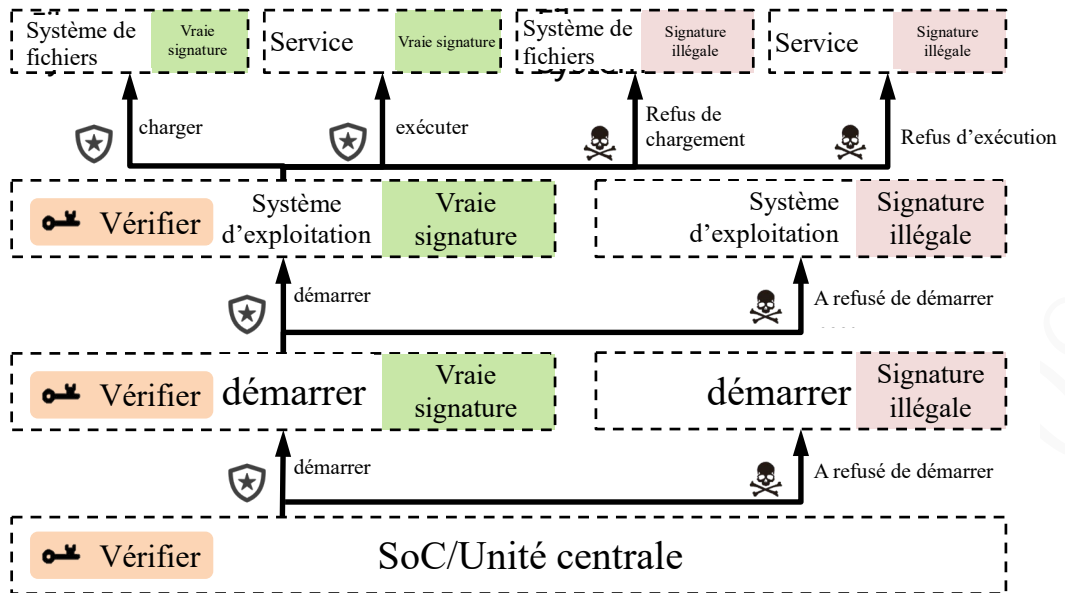 Système de
fichiers
Vraie
signature
Service
Vraie signature
Système de
fichiers
Signature
illégale
Service
Signature
illégale
charger
exécuter
Refus de
chargement
Refus d'exécution
Vérifier
Système
d'exploitation
Vraie
signature
Système
d'exploitation
Signature
illégale
démarrer
A refusé de démarrer
Vérifier
démarrer
Vraie
signature
démarrer
Signature
illégale
démarrer
A refusé de démarrer
Vérifier
SoC/Unité centrale